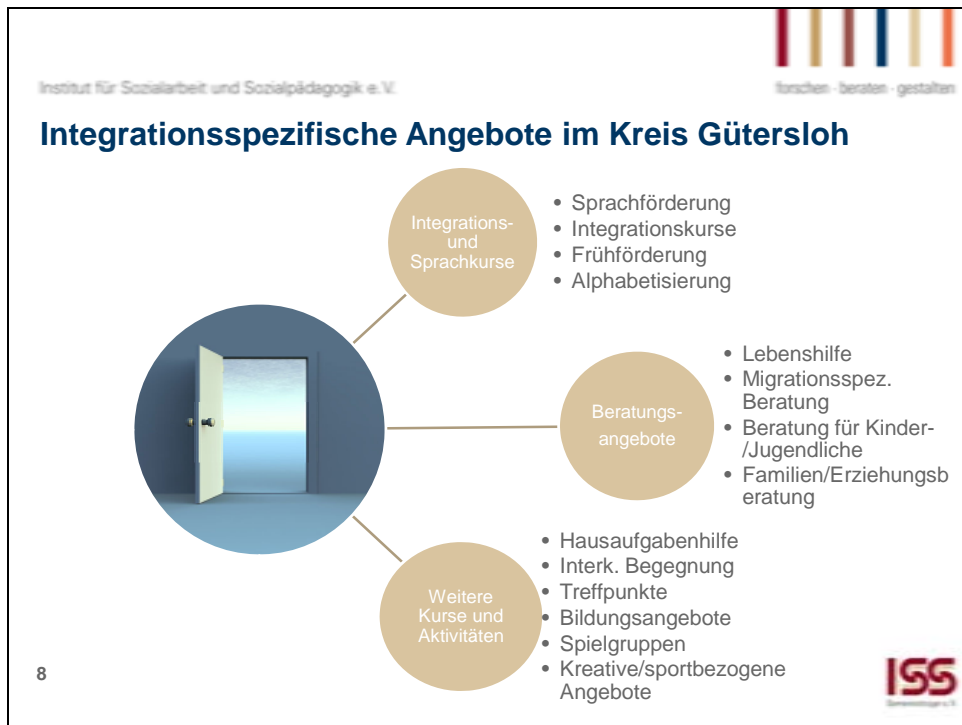 Institut für Sozialarbeit und Sozialpädagogik e.V.
forschen - beraten - gestalten
Integrationsspezifische Angebote im Kreis Gütersloh
Integrations-
und
Sprachkurse
• Sprachförderung
• Integrationskurse
• Frühförderung
• Alphabetisierung
Beratungs-
angebote
• Lebenshilfe
• Migrationsspez.
Beratung
• Beratung für Kinder-
/Jugendliche
• Familien/Erziehungsb
eratung
Weitere
Kurse und
Aktivitäten
• Hausaufgabenhilfe
• Interk. Begegnung
• Treffpunkte
• Bildungsangebote
• Spielgruppen
• Kreative/sportbezogene
Angebote
8
ISS